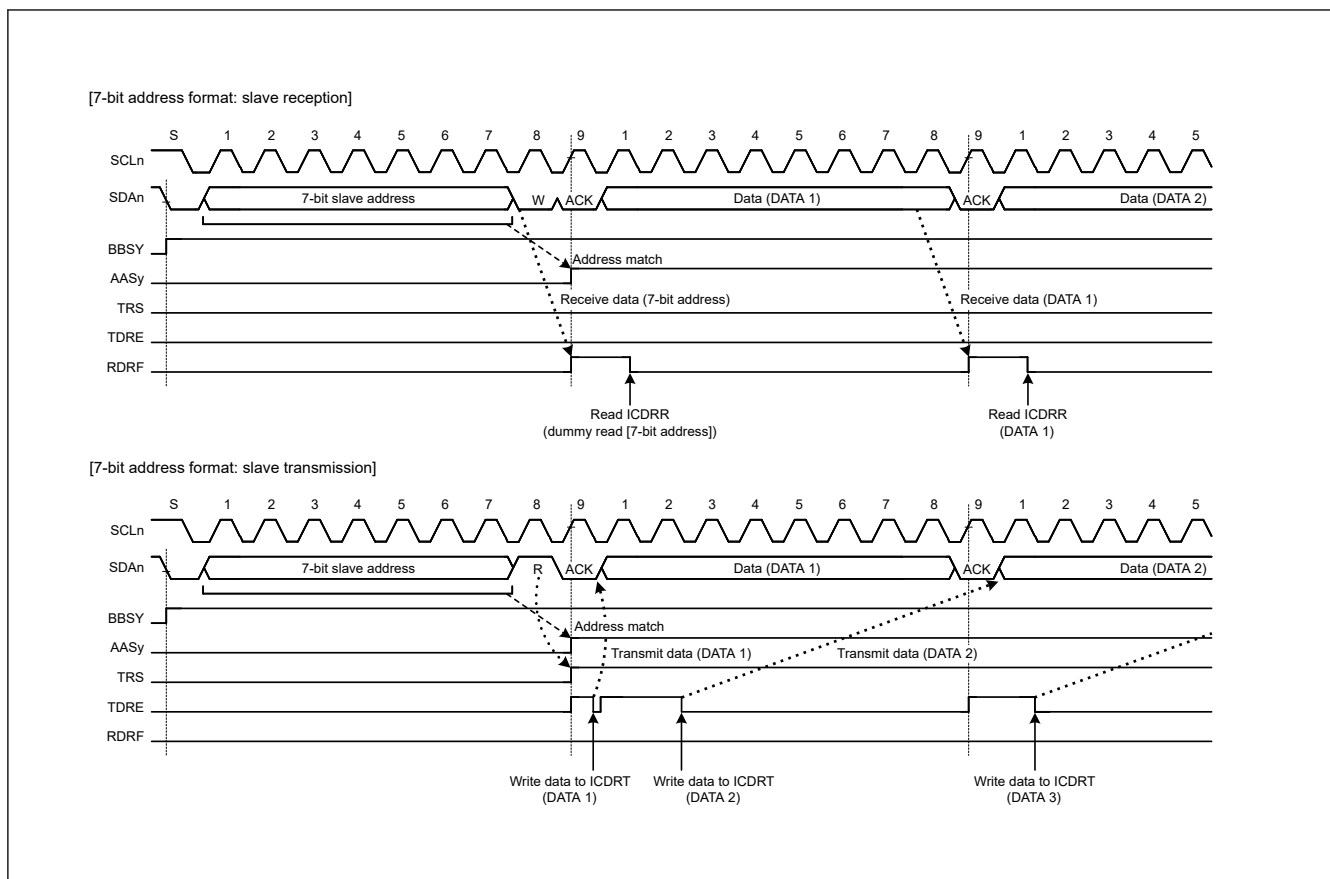 [7-bit address format: slave reception]
S 1 2 3 4 5 6 7 8 9 1 2 3 4 5 6 7 8 9 1 2 3 4 5
SCLn
SDAn 7-bit slave address W ACK Data (DATA 1) ACK Data (DATA 2)
BBSY
Address match
AASy
Receive data (7-bit address) Receive data (DATA 1)
TRS
TDRE
RDRF
Read ICDRR Read ICDRR
(dummy read [7-bit address]) (DATA 1)
[7-bit address format: slave transmission]
S 1 2 3 4 5 6 7 8 9 1 2 3 4 5 6 7 8 9 1 2 3 4 5
SCLn
SDAn 7-bit slave address R ACK Data (DATA 1) ACK Data (DATA 2)
BBSY
Address match
AASy
Transmit data (DATA 1) Transmit data (DATA 2)
TRS
TDRE
RDRF
Write data to ICDRT Write data to ICDRT Write data to ICDRT
(DATA 1) (DATA 2) (DATA 3)